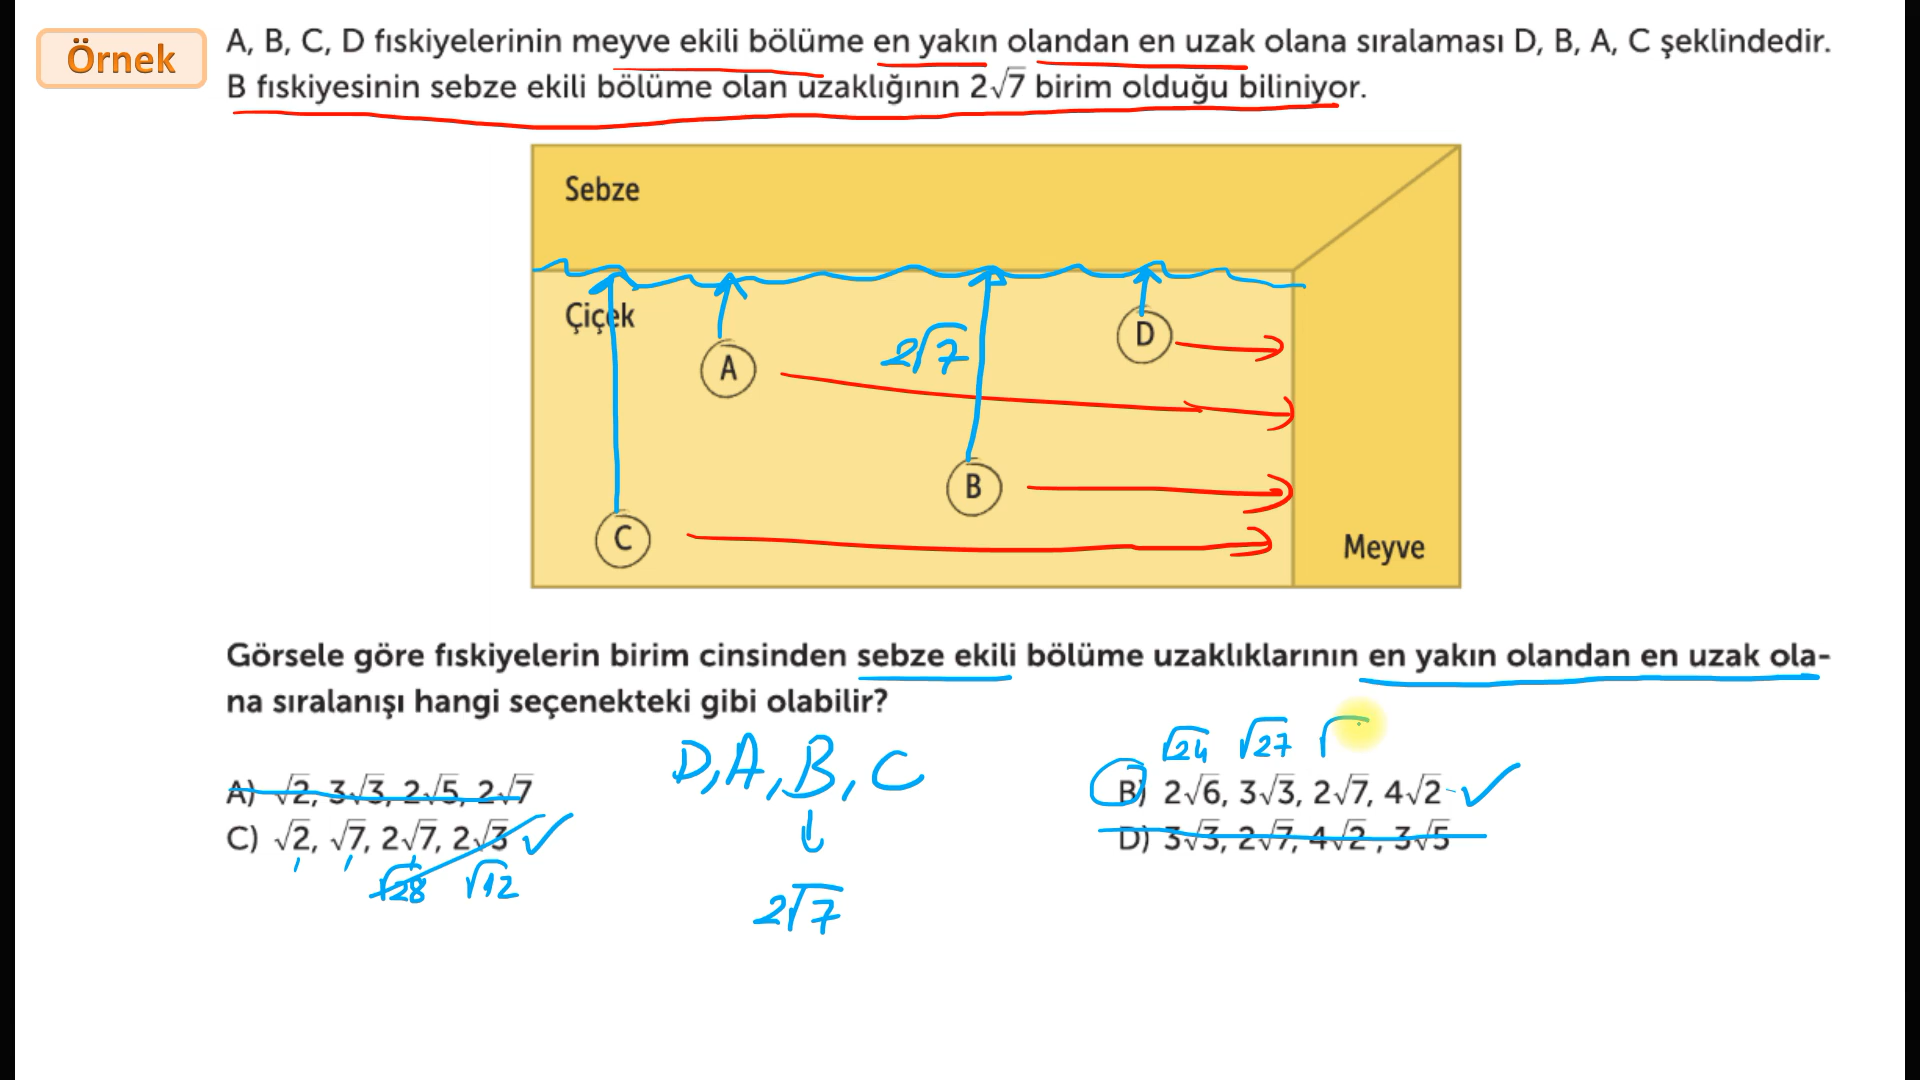 Örnek
A, B, C, D fıskiyelerinin meyve ekili bölüme en yakın olandan en uzak olana sıralaması D, B, A, C şeklindedir.
B fıskiyesinin sebze ekili bölüme olan uzaklığının 2√7 birim olduğu biliniyor.
Sebze
Çiçek
A
2√7
D
B
C
Meyve
Görsele göre fıskiyelerin birim cinsinden sebze ekili bölüme uzaklıklarının en yakın olandan en uzak ola-
na sıralanışı hangi seçenekteki gibi olabilir?
D, A, B, C
√24 √27 √
A) √2, 3√3, 2√5, 2√7
B) 2√6, 3√3, 2√7, 4√2
C) √2, √7, 2√7, 2√3
D) 3√3, 2√7, 4√2, 3√5
√28 √12
2√7